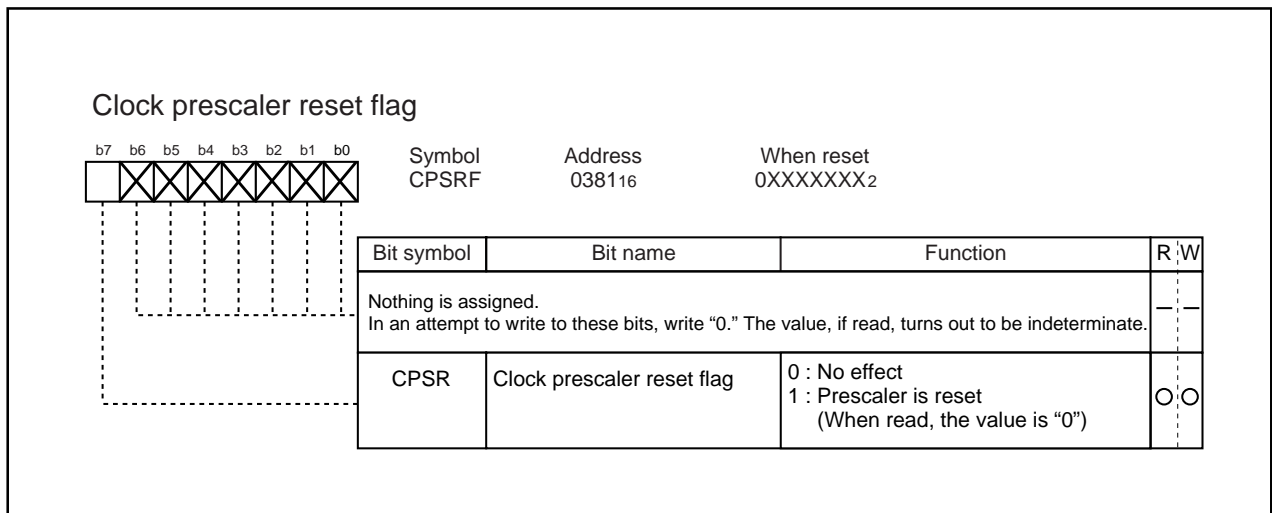 Clock prescaler reset flag
b7 b6 b5 b4 b3 b2 b1 b0
Symbol Address When reset
CPSRF 038116 0XXXXXXX2
Bit symbol Bit name Function R W
Nothing is assigned.
In an attempt to write to these bits, write “0.” The value, if read, turns out to be indeterminate.
— —
CPSR Clock prescaler reset flag 0 : No effect
1 : Prescaler is reset
(When read, the value is “0”)
O O